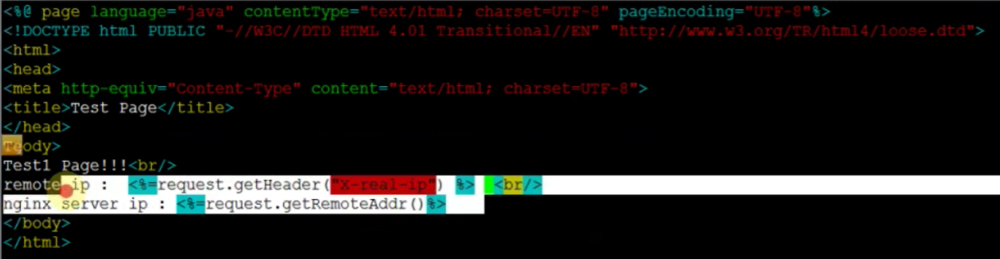 <%@ page language="java" contentType="text/html; charset=UTF-8" pageEncoding="UTF-8"%>
<!DOCTYPE html PUBLIC "-//W3C//DTD HTML 4.01 Transitional//EN" "http://www.w3.org/TR/html4/loose.dtd">
<html>
<head>
<meta http-equiv="Content-Type" content="text/html; charset=UTF-8">
<title>Test Page</title>
</head>
ody>
Test1 Page!!!<br/>
remote ip : <%=request.getHeader("X-real-ip") %> <br/>
nginx server ip : <%=request.getRemoteAddr()%>
</body>
</html>